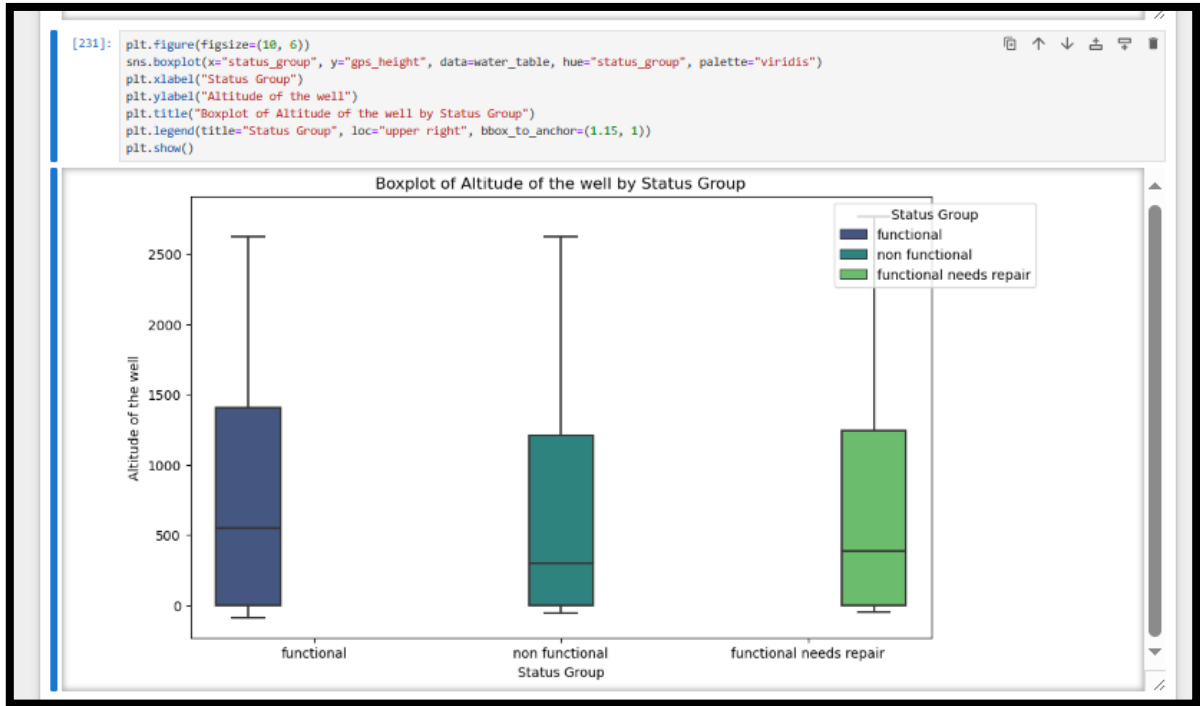 [231]:
plt.figure(figsize=(10, 6))
sns.boxplot(x="status_group", y="gps_height", data=water_table, hue="status_group", palette="viridis")
plt.xlabel("Status Group")
plt.ylabel("Altitude of the well")
plt.title("Boxplot of Altitude of the well by Status Group")
plt.legend(title="Status Group", loc="upper right", bbox_to_anchor=(1.15, 1))
plt.show()
Boxplot of Altitude of the well by Status Group
Status Group
functional
non functional
functional needs repair
Altitude of the well
2500
2000
1500
1000
500
0
functional
non functional
functional needs repair
Status Group